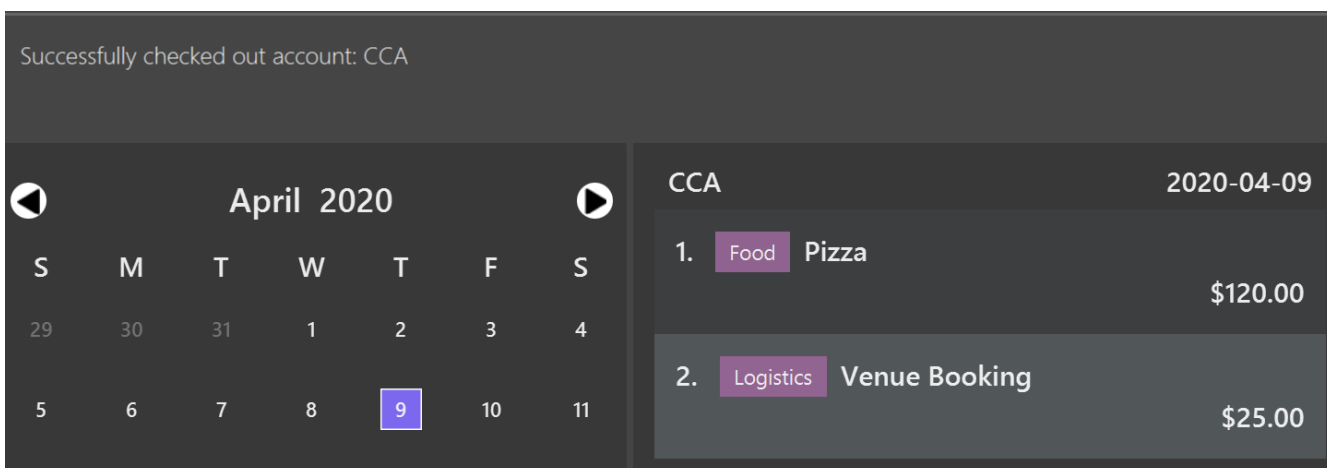 Successfully checked out account: CCA
April 2020
S M T W T F S
29 30 31 1 2 3 4
5 6 7 8 9 10 11
CCA 2020-04-09
1. Food Pizza
$120.00
2. Logistics Venue Booking
$25.00